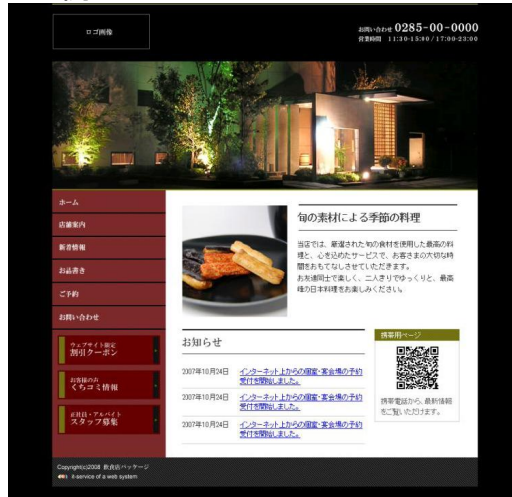 ロゴ画像
お問い合わせ 0285-00-0000
営業時間 11:30-15:00 / 17:00-23:00
ホーム
店舗案内
新着情報
お品書き
ご予約
お問い合わせ
ウェブサイト限定
割引クーポン
お客様の声
くちコミ情報
正社員・アルバイト
スタッフ募集
旬の素材による季節の料理
当店では、厳選された旬の食材を使用した最高の料
理と、心を込めたサービスで、お客さまの大切な時
間をおもてなしさせていただきます。
お友達同士で楽しく、二人きりでゆっくりと、最高
峰の日本料理をお楽しみください。
お知らせ
2007年10月24日 インターネット上からの個室・宴会場の予約
受付を開始しました。
2007年10月24日 インターネット上からの個室・宴会場の予約
受付を開始しました。
2007年10月24日 インターネット上からの個室・宴会場の予約
受付を開始しました。
携帯用ページ
携帯電話から、最新情報
をご覧いただけます。
Copyright(c)2008 飲食店パッケージ
it-service of a web system